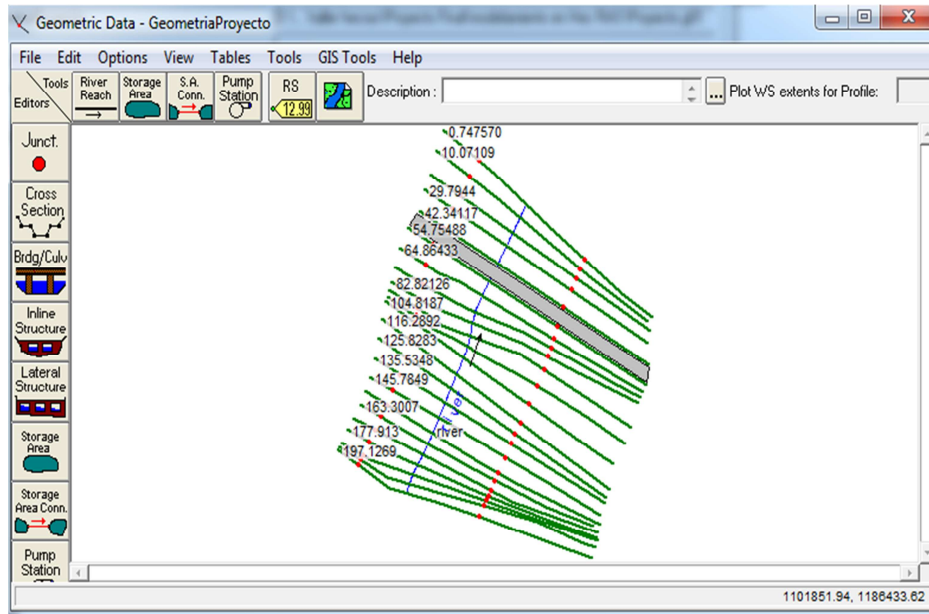 Geometric Data - GeometriaProyecto
File Edit Options View Tables Tools GIS Tools Help
Tools
Editors
River
Reach
Storage
Area
S.A.
Conn.
Pump
Station
RS
12.99
Description :
...
Plot WS extents for Profile:
Junct.
Cross
Section
Brdg/Culv
Inline
Structure
Lateral
Structure
Storage
Area
Storage
Area Conn.
Pump
Station
0.747570
10.07109
29.7944
42.34117
54.75488
64.86433
82.82126
104.8187
116.2892
125.8283
135.5348
145.7849
163.3007
177.913
197.1269
river
river
1101851.94, 1186433.62